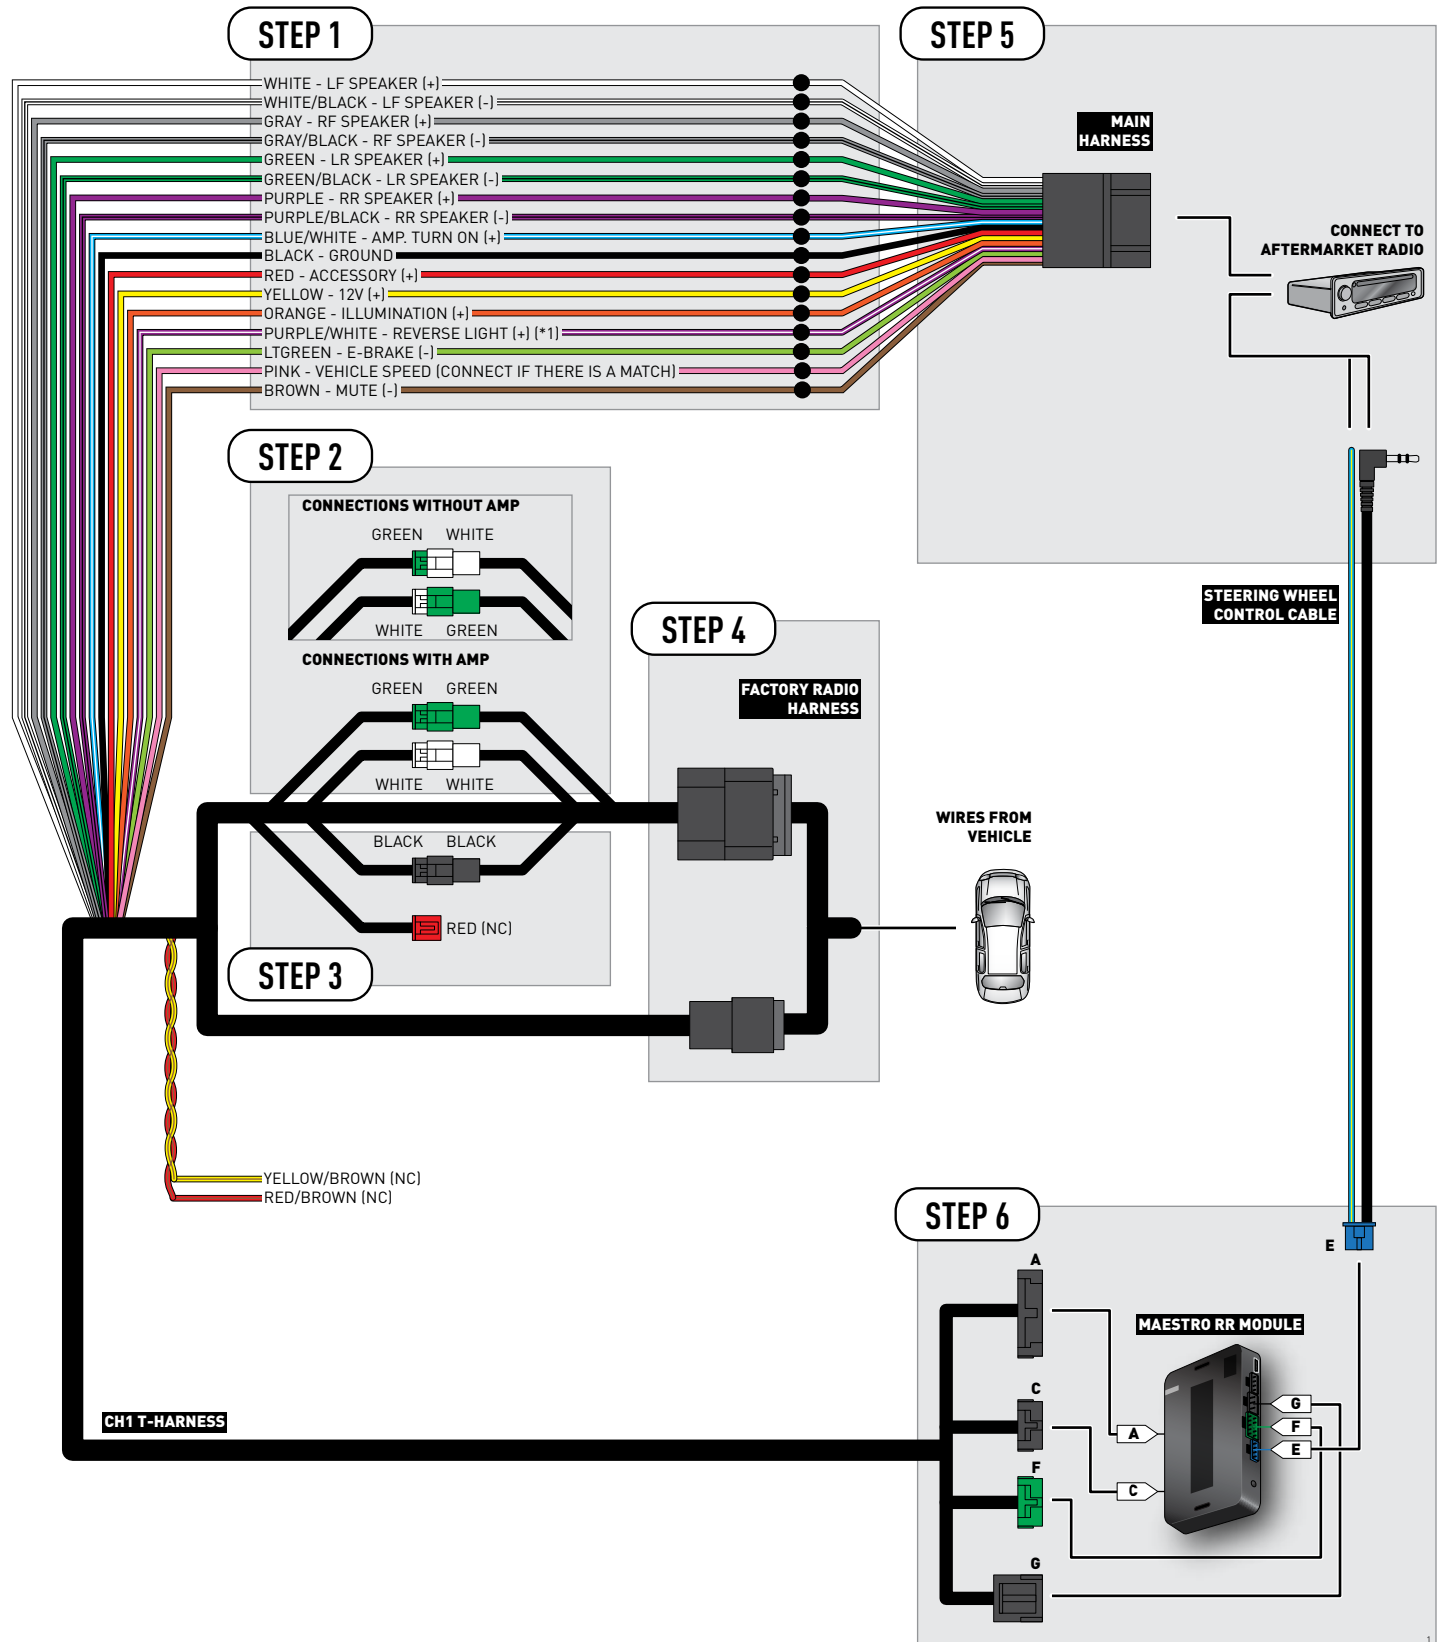 STEP 1
WHITE - LF SPEAKER (+)
WHITE/BLACK - LF SPEAKER (-)
GRAY - RF SPEAKER (+)
GRAY/BLACK - RF SPEAKER (-)
GREEN - LR SPEAKER (+)
GREEN/BLACK - LR SPEAKER (-)
PURPLE - RR SPEAKER (+)
PURPLE/BLACK - RR SPEAKER (-)
BLUE/WHITE - AMP. TURN ON (+)
BLACK - GROUND
RED - ACCESSORY (+)
YELLOW - 12V (+)
ORANGE - ILLUMINATION (+)
PURPLE/WHITE - REVERSE LIGHT (+) (*1)
LTGREEN - E-BRAKE (-)
PINK - VEHICLE SPEED (CONNECT IF THERE IS A MATCH)
BROWN - MUTE (-)
STEP 5
MAIN
HARNESS
CONNECT TO
AFTERMARKET RADIO
STEERING WHEEL
CONTROL CABLE
STEP 2
CONNECTIONS WITHOUT AMP
GREEN WHITE
WHITE GREEN
CONNECTIONS WITH AMP
GREEN GREEN
WHITE WHITE
STEP 4
FACTORY RADIO
HARNESS
WIRES FROM
VEHICLE
BLACK BLACK
RED (NC)
STEP 3
YELLOW/BROWN (NC)
RED/BROWN (NC)
CH1 T-HARNESS
STEP 6
E
A
MAESTRO RR MODULE
C
G
F
A
E
F
C
G
1